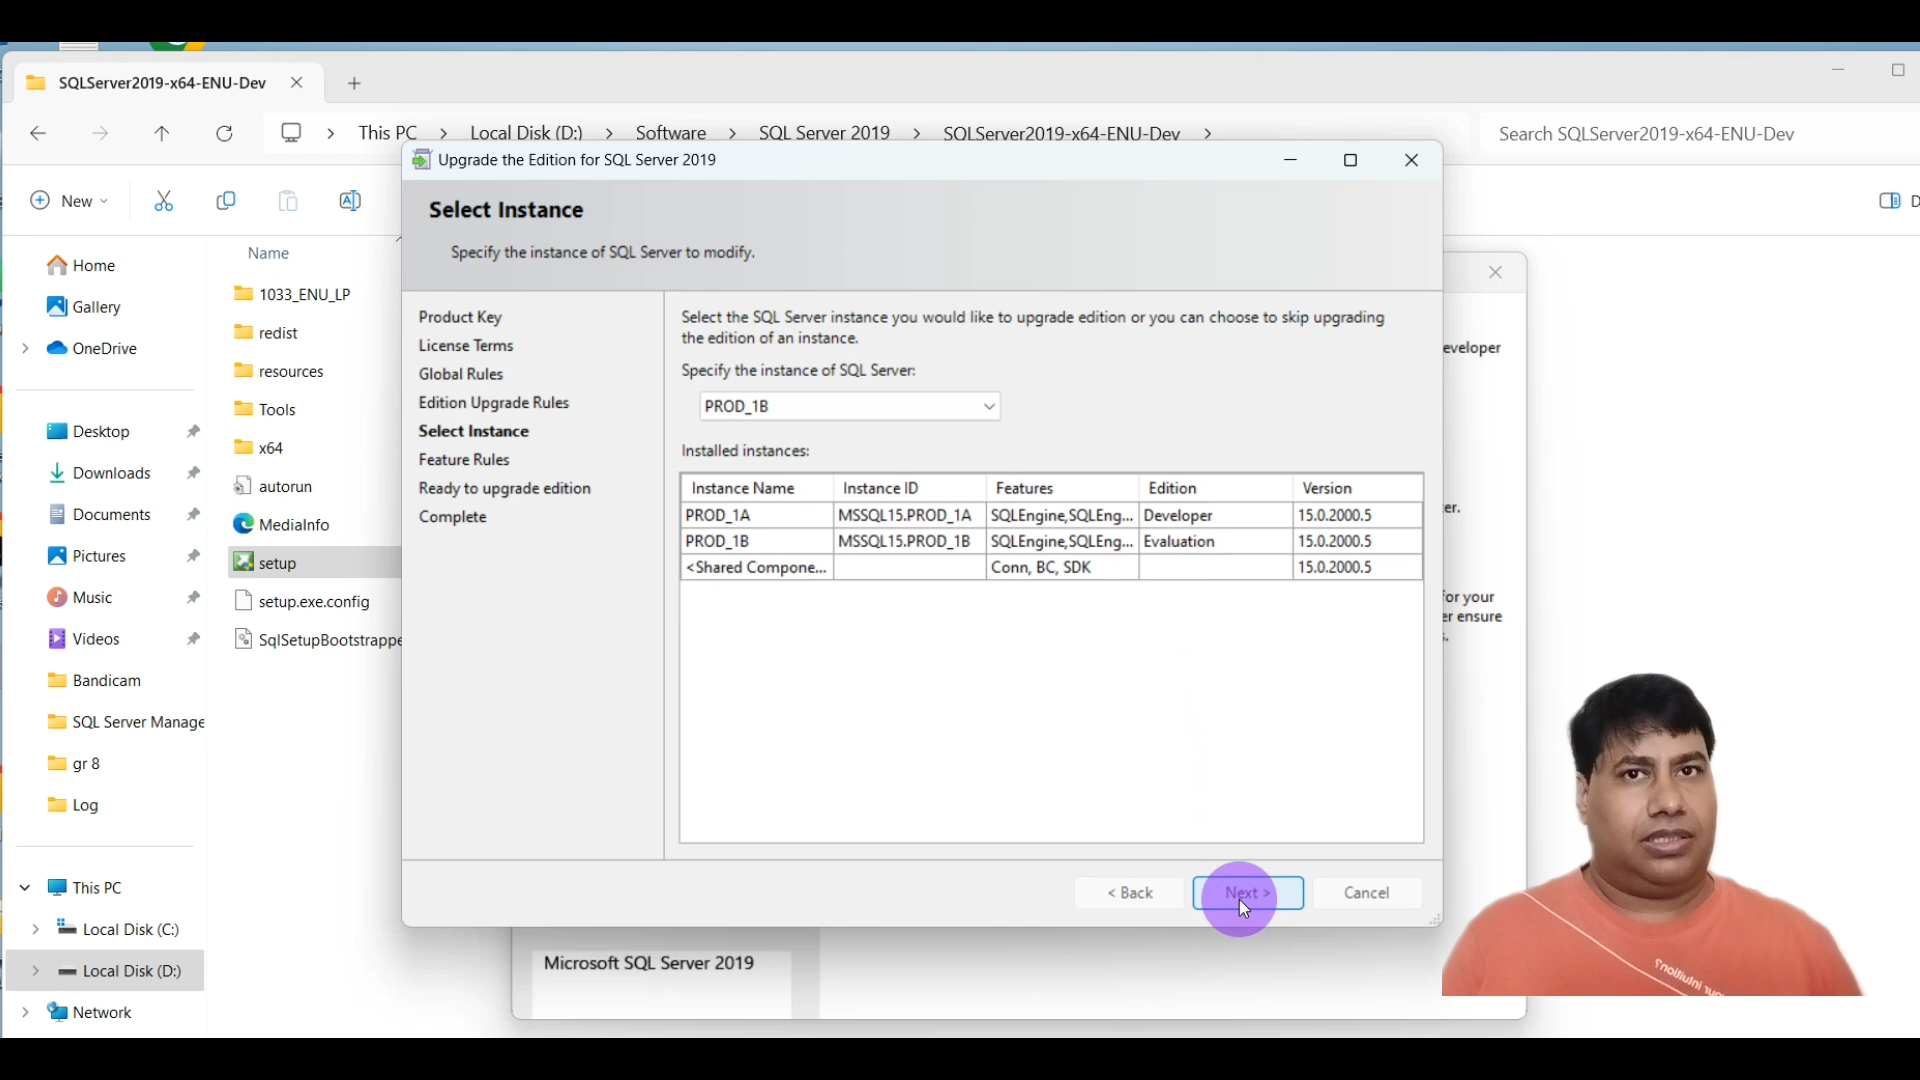 SQLServer2019-x64-ENU-Dev
This PC > Local Disk (D:) > Software > SQL Server 2019 > SQLServer2019-x64-ENU-Dev >
Search SQLServer2019-x64-ENU-Dev
New
D
Home
Gallery
OneDrive
Desktop
Downloads
Documents
Pictures
Music
Videos
Bandicam
SQL Server Manage
gr 8
Log
This PC
Local Disk (C:)
Local Disk (D:)
Network
Name
1033_ENU_LP
redist
resources
Tools
x64
autorun
MediaInfo
setup
setup.exe.config
SqlSetupBootstrappe
Upgrade the Edition for SQL Server 2019
Select Instance
Specify the instance of SQL Server to modify.
Product Key
License Terms
Global Rules
Edition Upgrade Rules
Select Instance
Feature Rules
Ready to upgrade edition
Complete
Select the SQL Server instance you would like to upgrade edition or you can choose to skip upgrading
the edition of an instance.
Specify the instance of SQL Server:
PROD_1B
Installed instances:
Instance Name Instance ID Features Edition Version
PROD_1A MSSQL15.PROD_1A SQLEngine,SQLEng... Developer 15.0.2000.5
PROD_1B MSSQL15.PROD_1B SQLEngine,SQLEng... Evaluation 15.0.2000.5
<Shared Compone... Conn, BC, SDK 15.0.2000.5
< Back
Next >
Cancel
eveloper
er.
for your
er ensure
s.
Microsoft SQL Server 2019